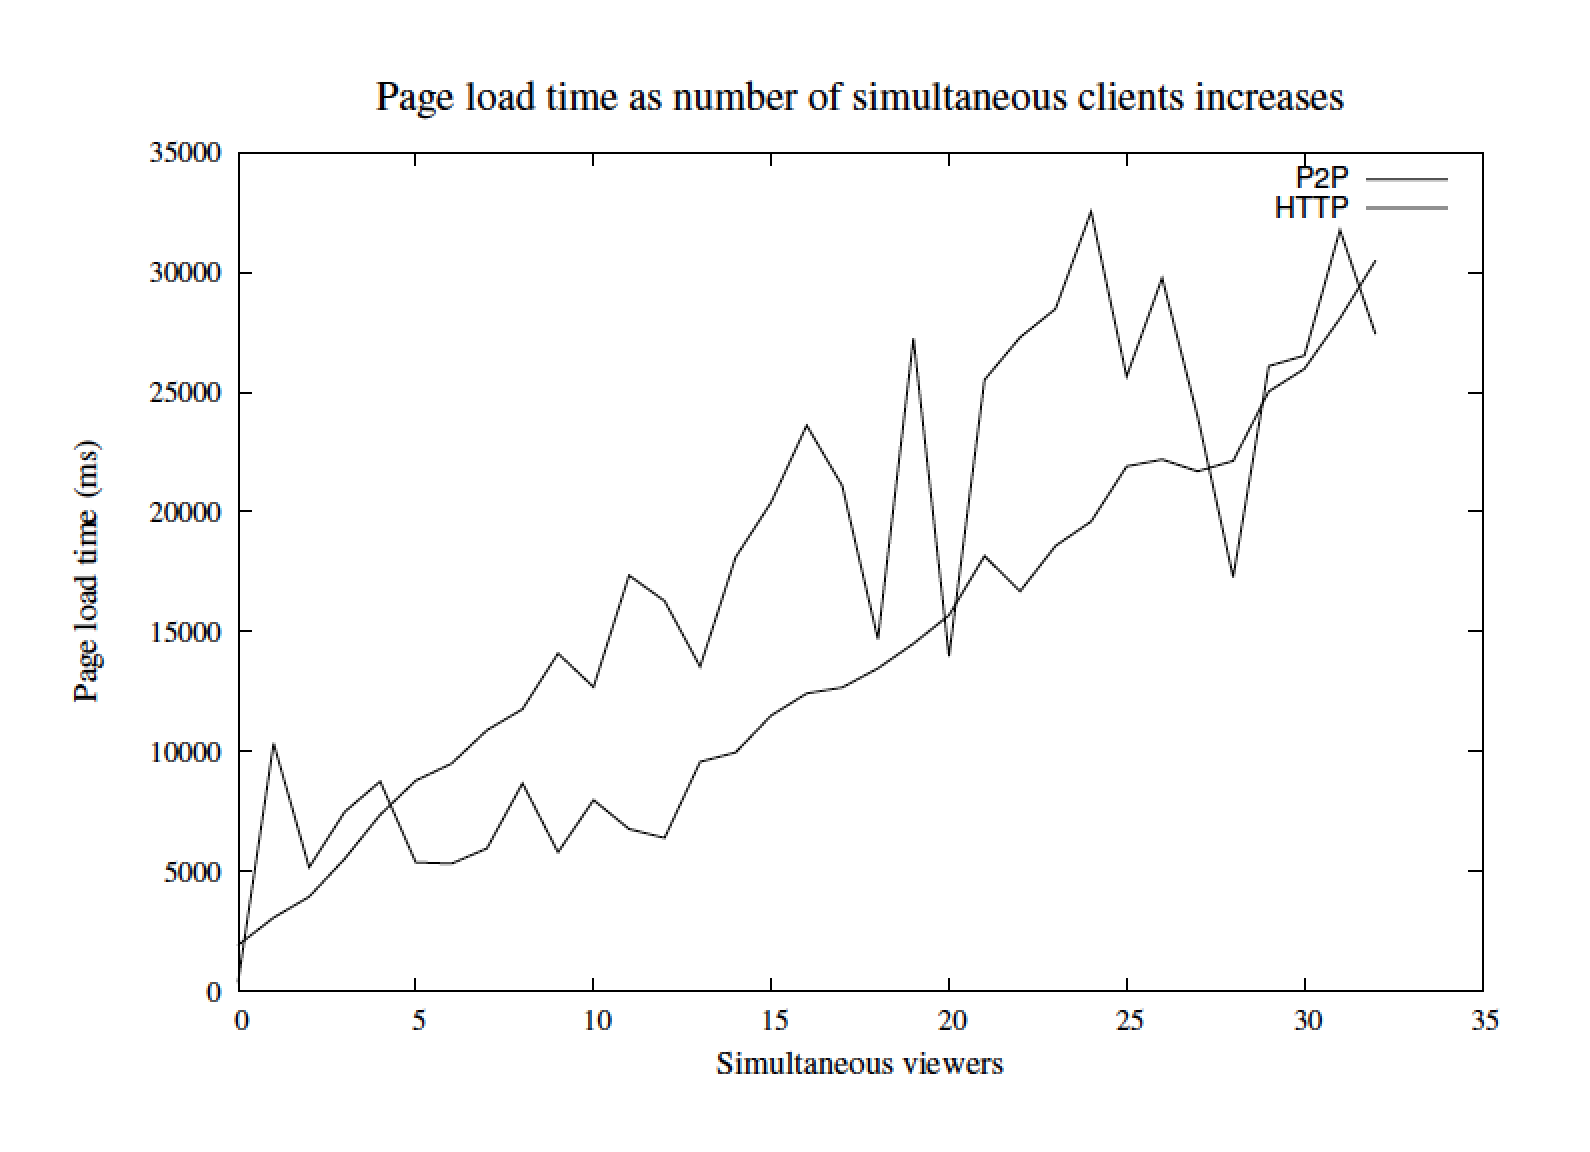 Page load time as number of simultaneous clients increases
35000
30000
25000
20000
15000
10000
5000
0
Page load time (ms)
P2P
HTTP
0 5 10 15 20 25 30 35
Simultaneous viewers